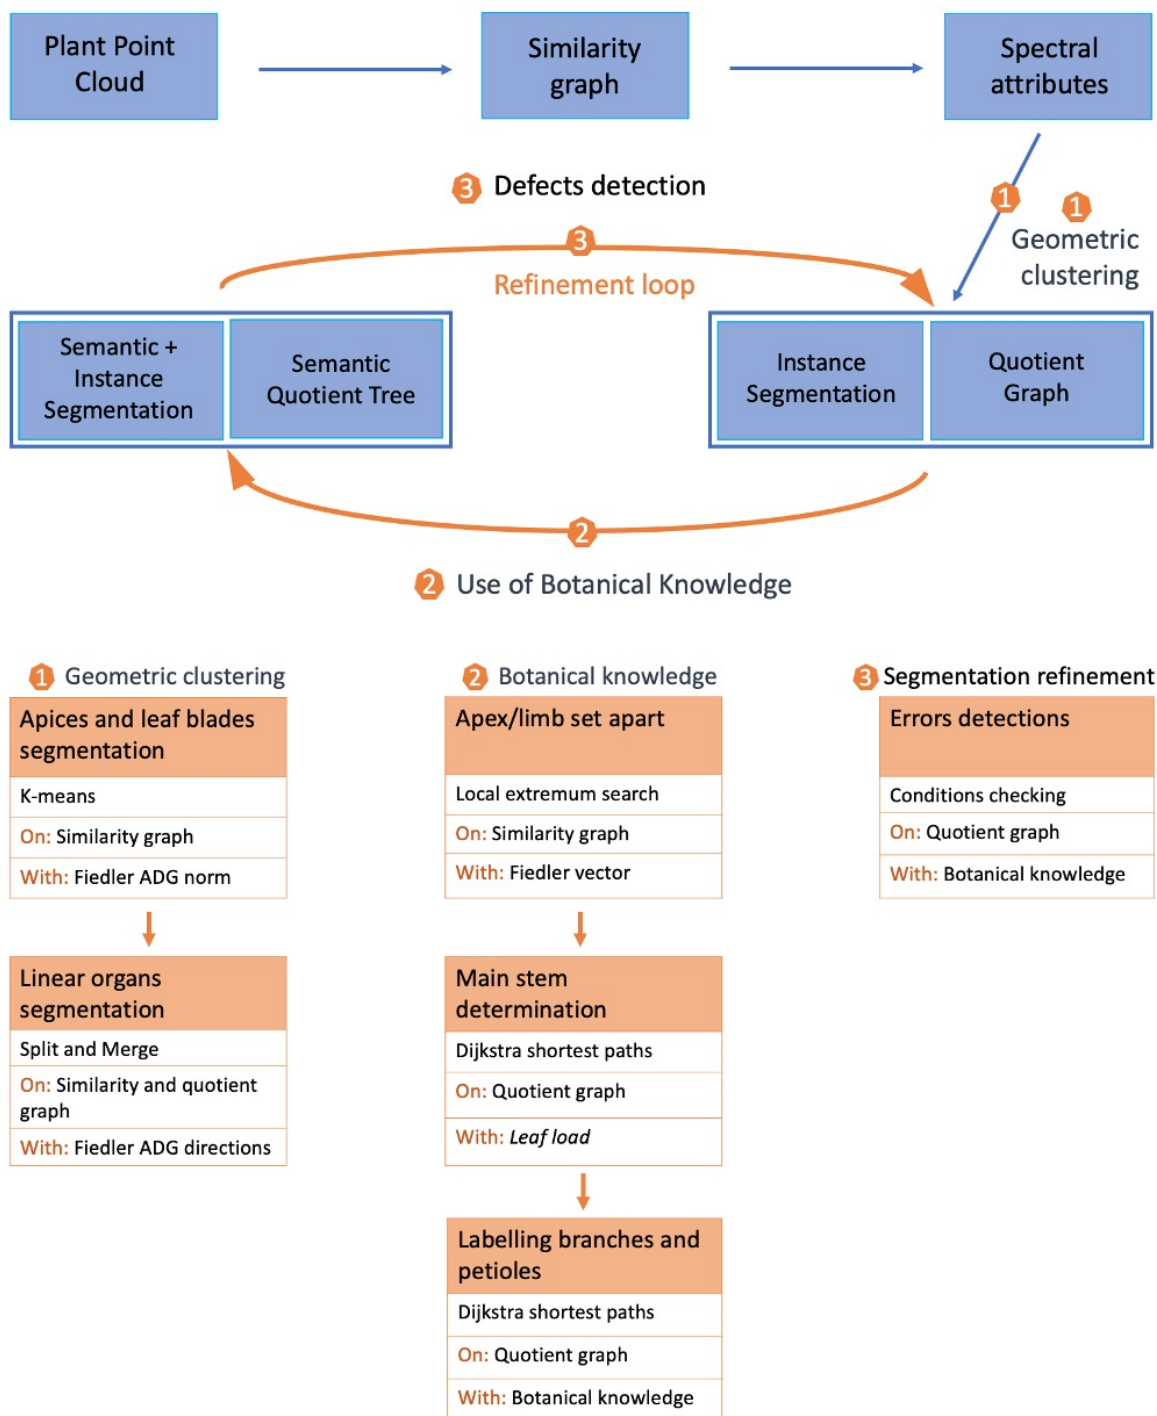 Plant Point
Cloud
Similarity
graph
Spectral
attributes
3 Defects detection
1
1
Geometric
clustering
3
Refinement loop
Semantic +
Instance
Segmentation
Semantic
Quotient Tree
Instance
Segmentation
Quotient
Graph
2
2 Use of Botanical Knowledge
1 Geometric clustering
Apices and leaf blades
segmentation
K-means
On: Similarity graph
With: Fiedler ADG norm
Linear organs
segmentation
Split and Merge
On: Similarity and quotient
graph
With: Fiedler ADG directions
2 Botanical knowledge
Apex/limb set apart
Local extremum search
On: Similarity graph
With: Fiedler vector
Main stem
determination
Dijkstra shortest paths
On: Quotient graph
With: Leaf load
Labelling branches and
petioles
Dijkstra shortest paths
On: Quotient graph
With: Botanical knowledge
3 Segmentation refinement
Errors detections
Conditions checking
On: Quotient graph
With: Botanical knowledge